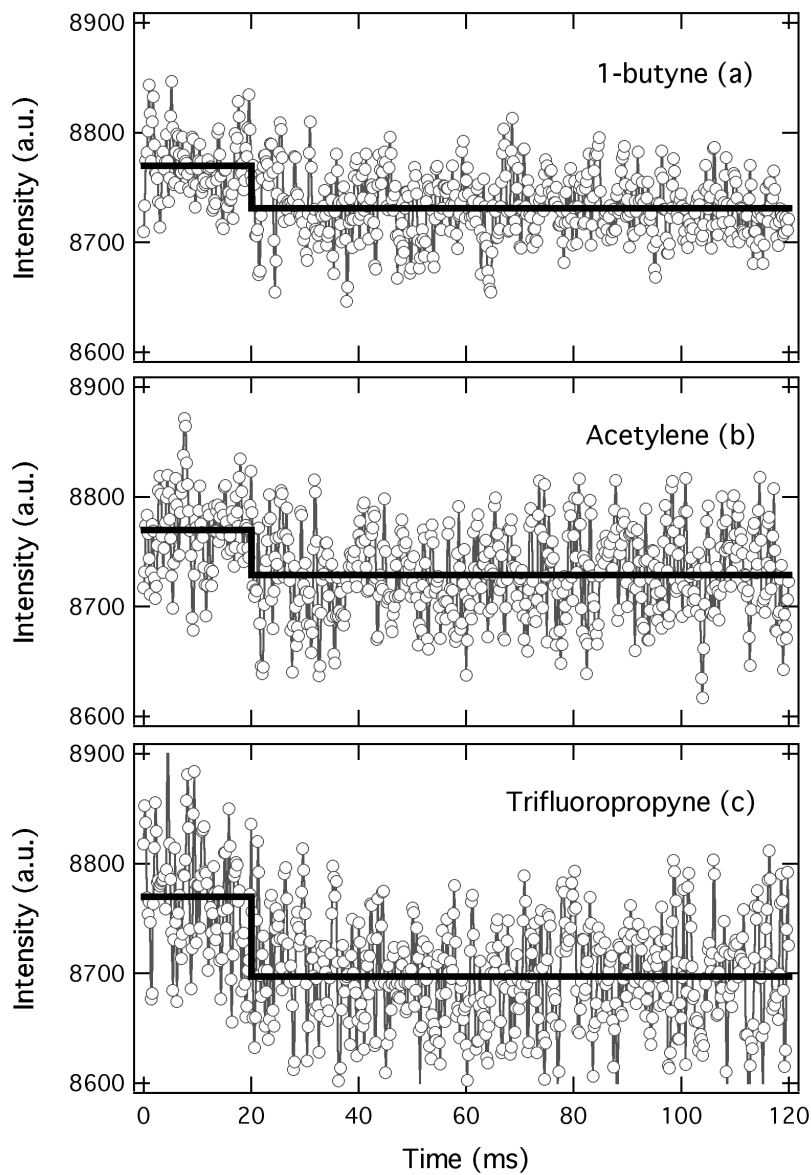 8900
8800
8700
8600
Intensity (a.u.)
1-butyne (a)
8900
8800
8700
8600
Intensity (a.u.)
Acetylene (b)
8900
8800
8700
8600
Intensity (a.u.)
Trifluoropropyne (c)
0 20 40 60 80 100 120
Time (ms)